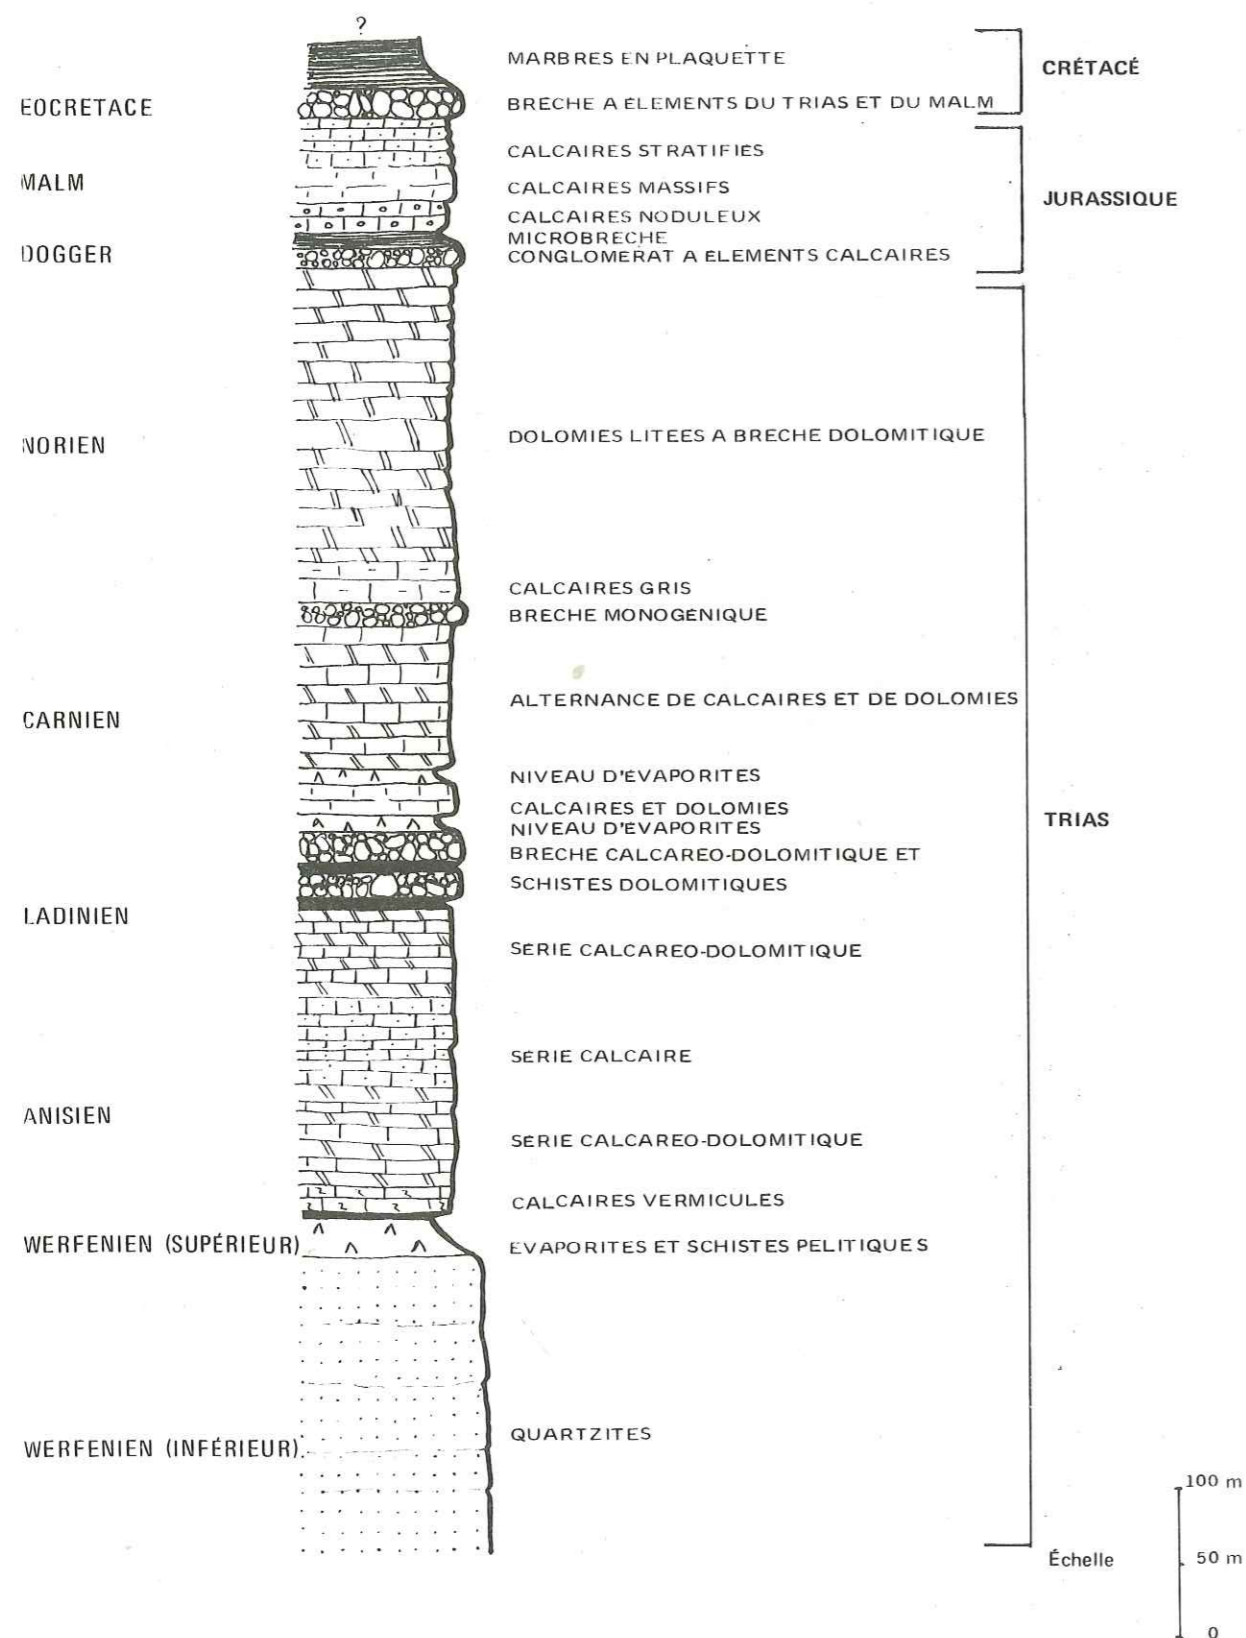 ?
MARBRES EN PLAQUETTE
CRÉTACÉ
EOCRETACE
BRECHE A ELEMENTS DU TRIAS ET DU MALM
CALCAIRES STRATIFIES
MALM
CALCAIRES MASSIFS
JURASSIQUE
CALCAIRES NODULEUX
MICROBRECHE
DOGGER
CONGLOMERAT A ELEMENTS CALCAIRES
NORIEN
DOLOMIES LITEES A BRECHE DOLOMITIQUE
CALCAIRES GRIS
BRECHE MONOGENIQUE
CARNIEN
ALTERNANCE DE CALCAIRES ET DE DOLOMIES
NIVEAU D'ÉVAPORITES
CALCAIRES ET DOLOMIES
TRIAS
NIVEAU D'ÉVAPORITES
BRECHE CALCAREO-DOLOMITIQUE ET
SCHISTES DOLOMITIQUES
LADINIEN
SERIE CALCAREO-DOLOMITIQUE
SERIE CALCAIRE
ANISIEN
SERIE CALCAREO-DOLOMITIQUE
CALCAIRES VERMICULES
WERFENIEN (SUPÉRIEUR)
EVAPORITES ET SCHISTES PELITIQUES
WERFENIEN (INFÉRIEUR)
QUARTZITES
100 m
Échelle
50 m
0